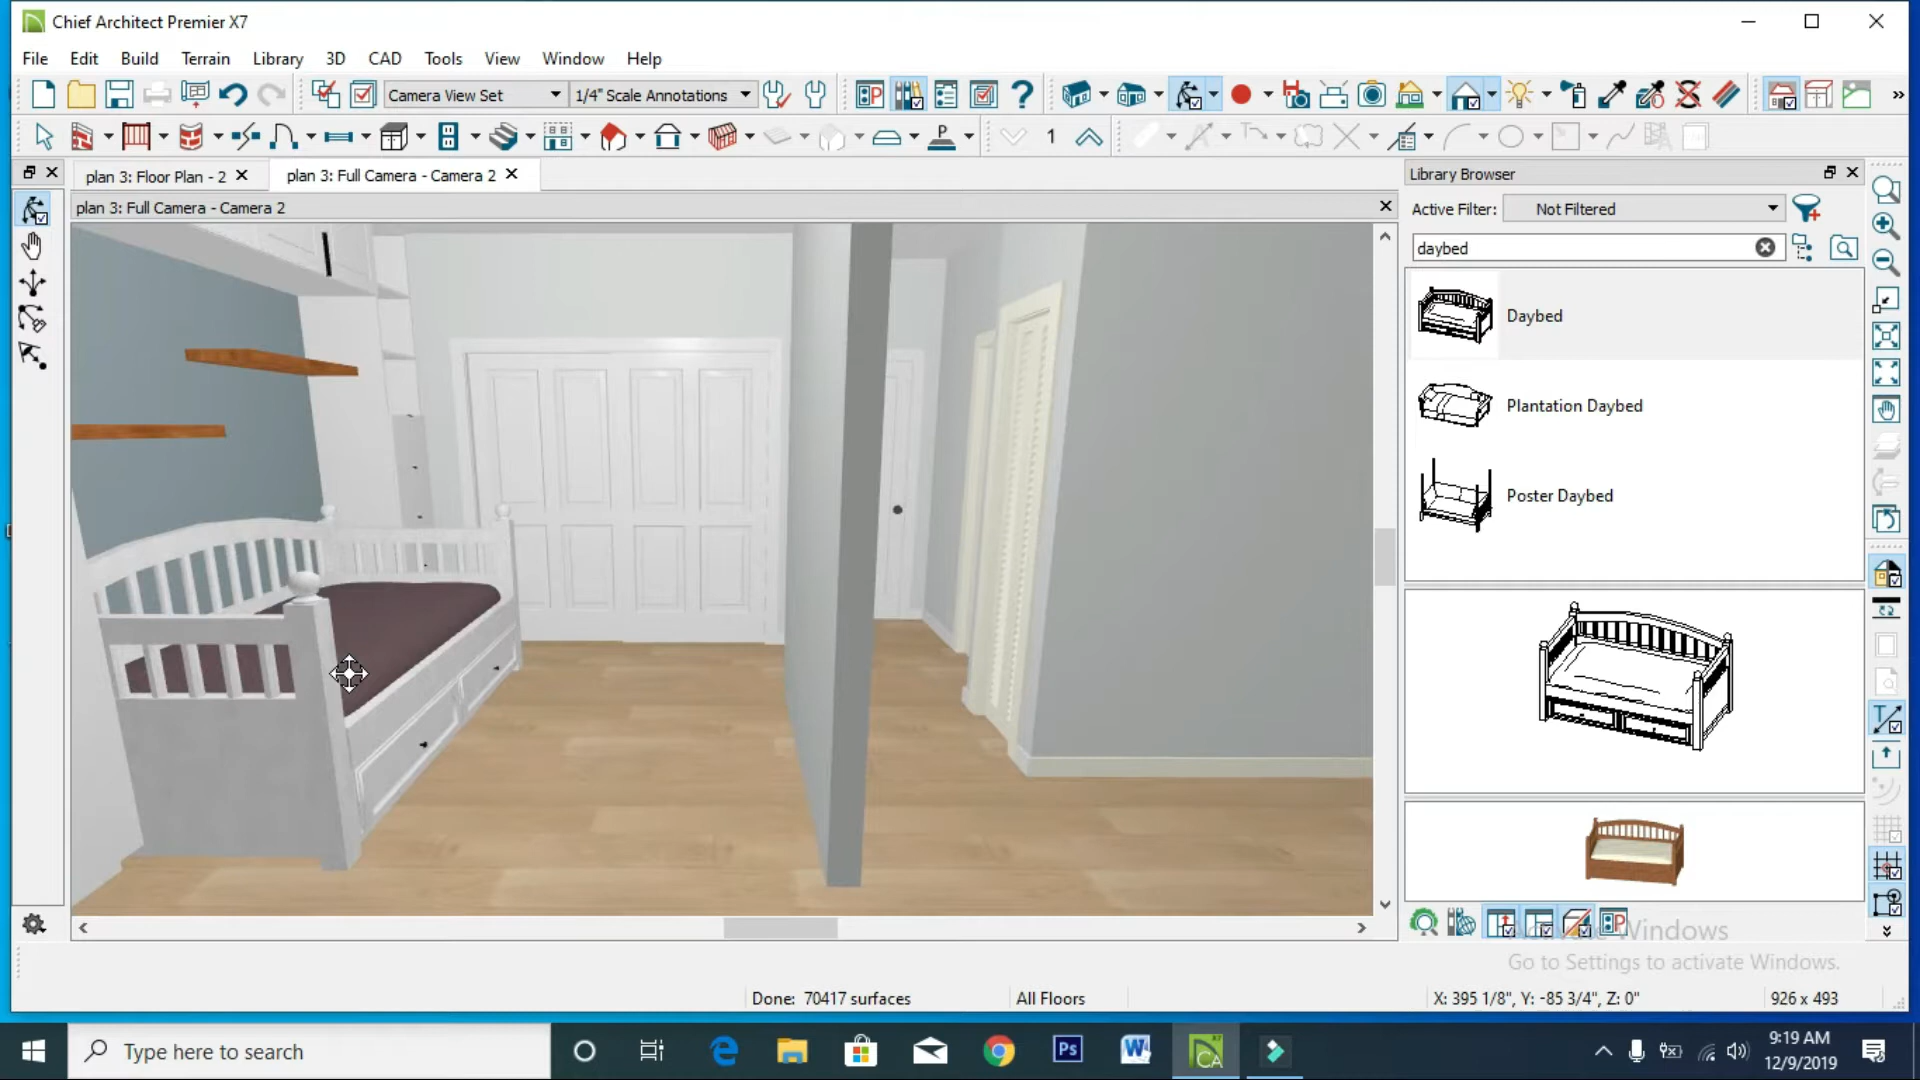 Chief Architect Premier X7
File Edit Build Terrain Library 3D CAD Tools View Window Help
Camera View Set 1/4" Scale Annotations
1
plan 3: Floor Plan - 2 plan 3: Full Camera - Camera 2
plan 3: Full Camera - Camera 2
Library Browser
Active Filter: Not Filtered
daybed
Daybed
Plantation Daybed
Poster Daybed
Activate Windows
Go to Settings to activate Windows.
Done: 70417 surfaces All Floors X: 395 1/8", Y: -85 3/4", Z: 0" 926 x 493
Type here to search
Ps
CA
9:19 AM
12/9/2019